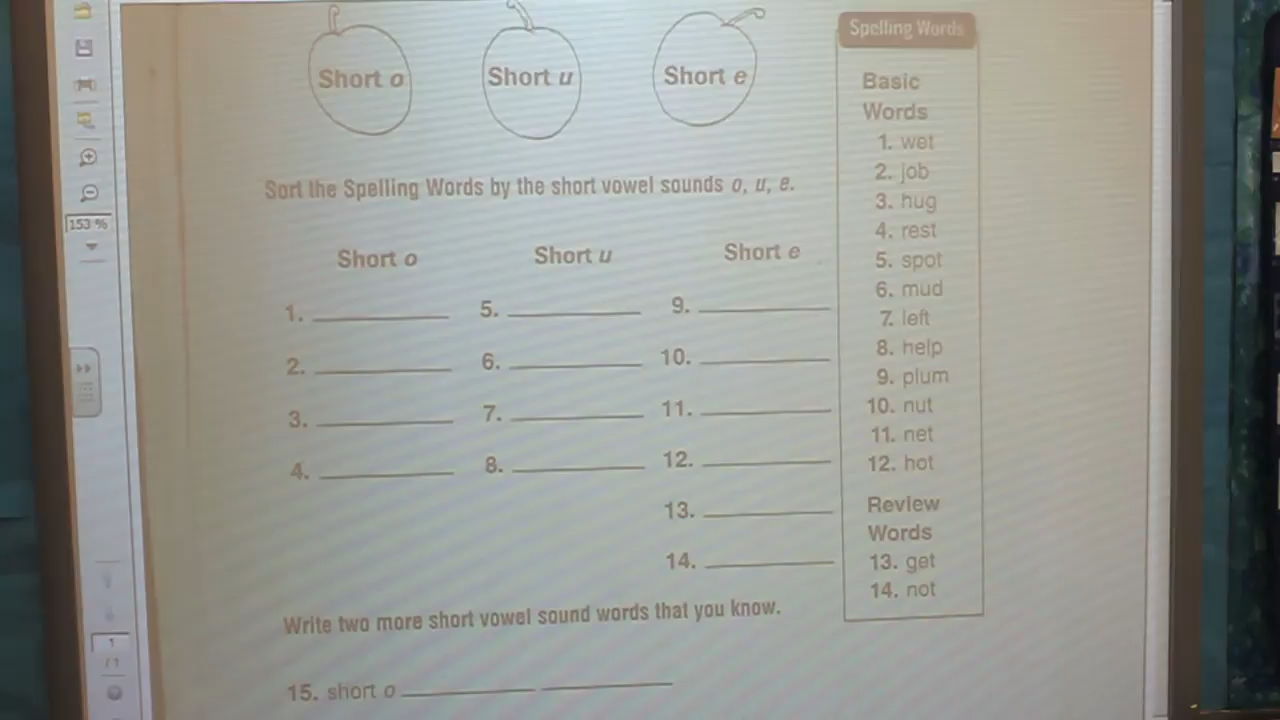 Short o Short u Short e
Sort the Spelling Words by the short vowel sounds o, u, e.
Short o Short u Short e
1. 5. 9.
2. 6. 10.
3. 7. 11.
4. 8. 12.
13.
14.
Write two more short vowel sound words that you know.
15. short o
Spelling Words
Basic
Words
1. wet
2. job
3. hug
4. rest
5. spot
6. mud
7. left
8. help
9. plum
10. nut
11. net
12. hot
Review
Words
13. get
14. not
153 %
1
/ 1